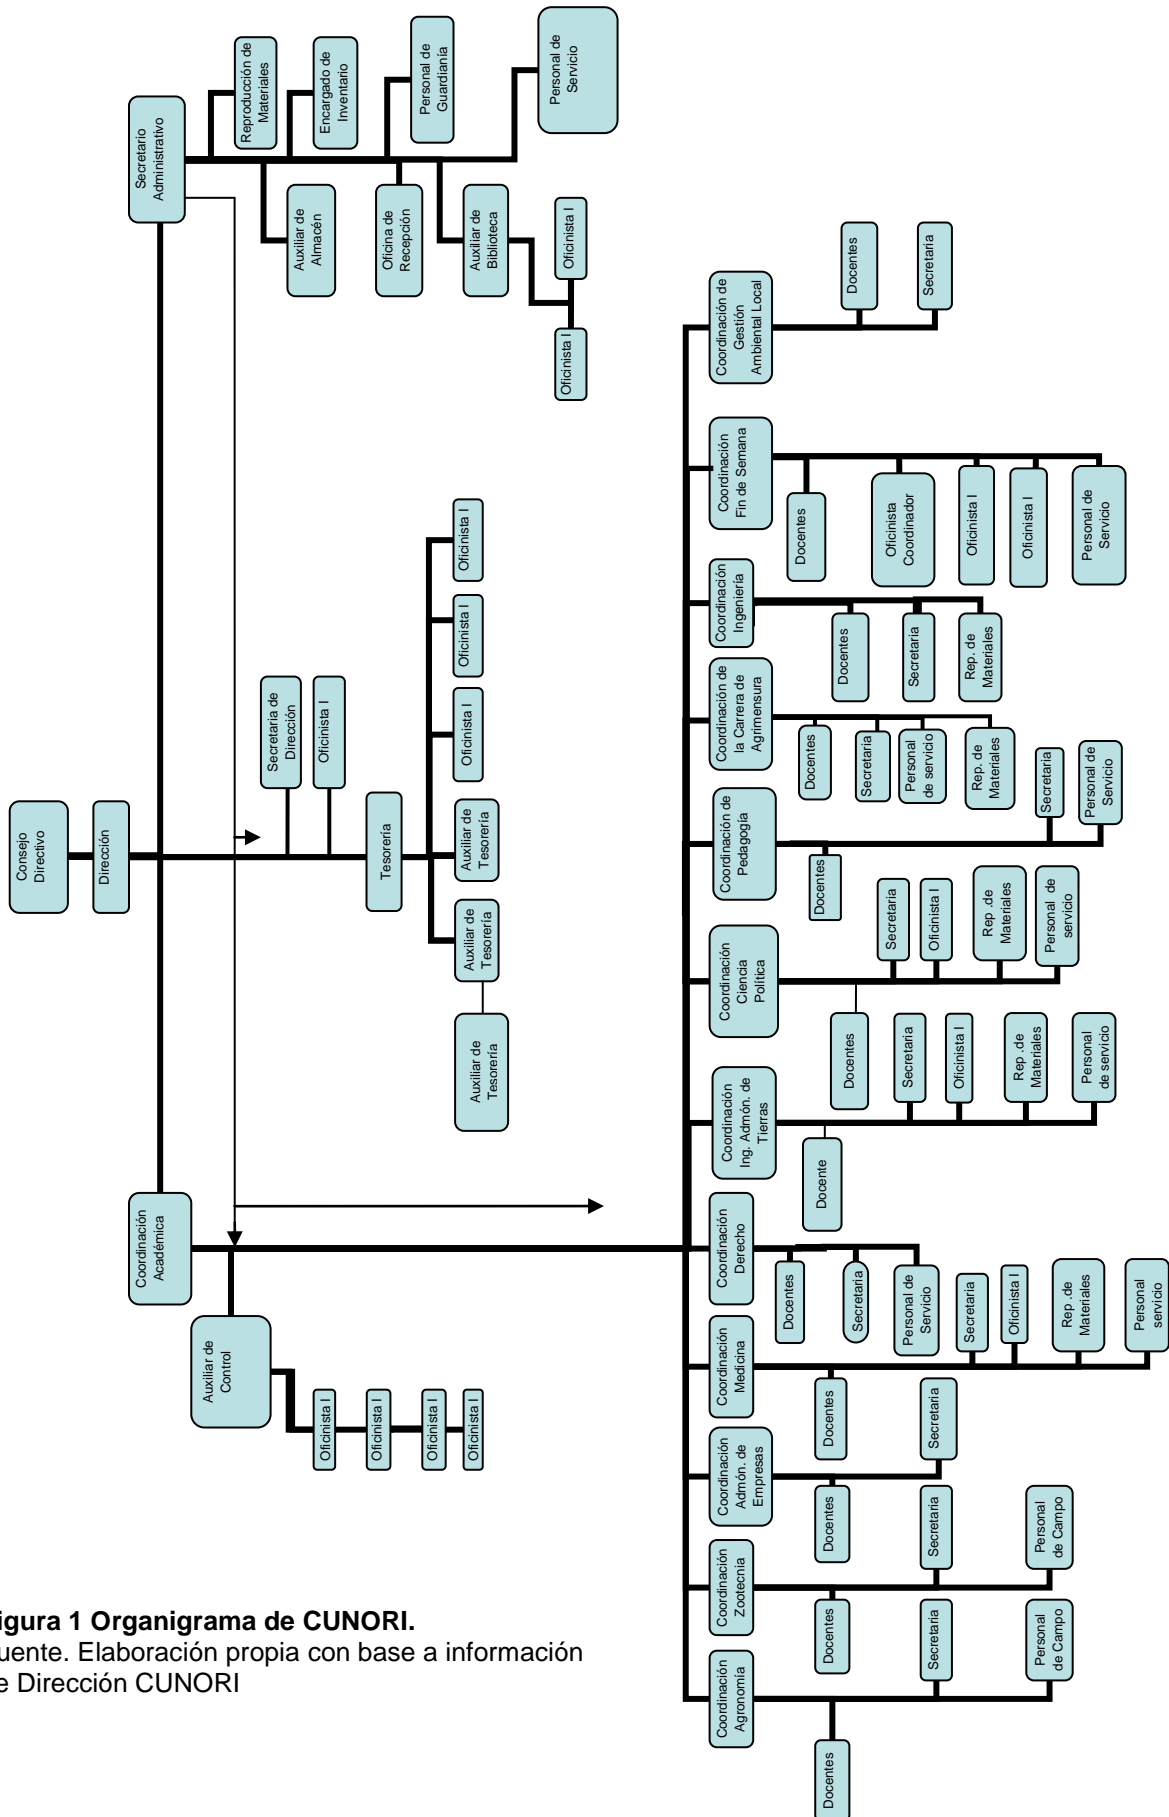 Consejo
Directivo
Dirección
Secretario
Administrativo
Coordinación
Académica
Reproducción de
Materiales
Encargado de
Inventario
Personal de
Guardianía
Personal de
Servicio
Auxiliar de
Almacén
Oficina de
Recepción
Auxiliar de
Biblioteca
Oficinista I
Oficinista I
Secretaria de
Dirección
Oficinista I
Tesorería
Auxiliar de
Tesorería
Auxiliar de
Tesorería
Auxiliar de
Tesorería
Oficinista I
Oficinista I
Oficinista I
Auxiliar de
Control
Oficinista I
Oficinista I
Oficinista I
Oficinista I
Coordinación
Agronomía
Docentes
Secretaria
Personal
de Campo
Coordinación
Zootecnia
Docentes
Secretaria
Personal
de Campo
Coordinación
Admón. de
Empresas
Docentes
Secretaria
Coordinación
Medicina
Docentes
Secretaria
Oficinista I
Rep .de
Materiales
Personal
servicio
Coordinación
Derecho
Docentes
Secretaria
Personal de
Servicio
Coordinación
Ing. Admón. de
Tierras
Docente
Secretaria
Oficinista I
Rep .de
Materiales
Personal
de servicio
Coordinación
Ciencia
Política
Docentes
Secretaria
Oficinista I
Rep .de
Materiales
Personal de
servicio
Coordinación de
Pedagogía
Docentes
Secretaria
Personal de
Servicio
Coordinación de
la Carrera de
Agrimensura
Docentes
Secretaria
Personal
de servicio
Rep. de
Materiales
Coordinación
Ingeniería
Docentes
Secretaria
Rep. de
Materiales
Coordinación
Fin de Semana
Docentes
Oficinista
Coordinador
Oficinista I
Oficinista I
Personal de
Servicio
Coordinación de
Gestión
Ambiental Local
Docentes
Secretaria
igura 1 Organigrama de CUNORI.
uente. Elaboración propia con base a información
e Dirección CUNORI